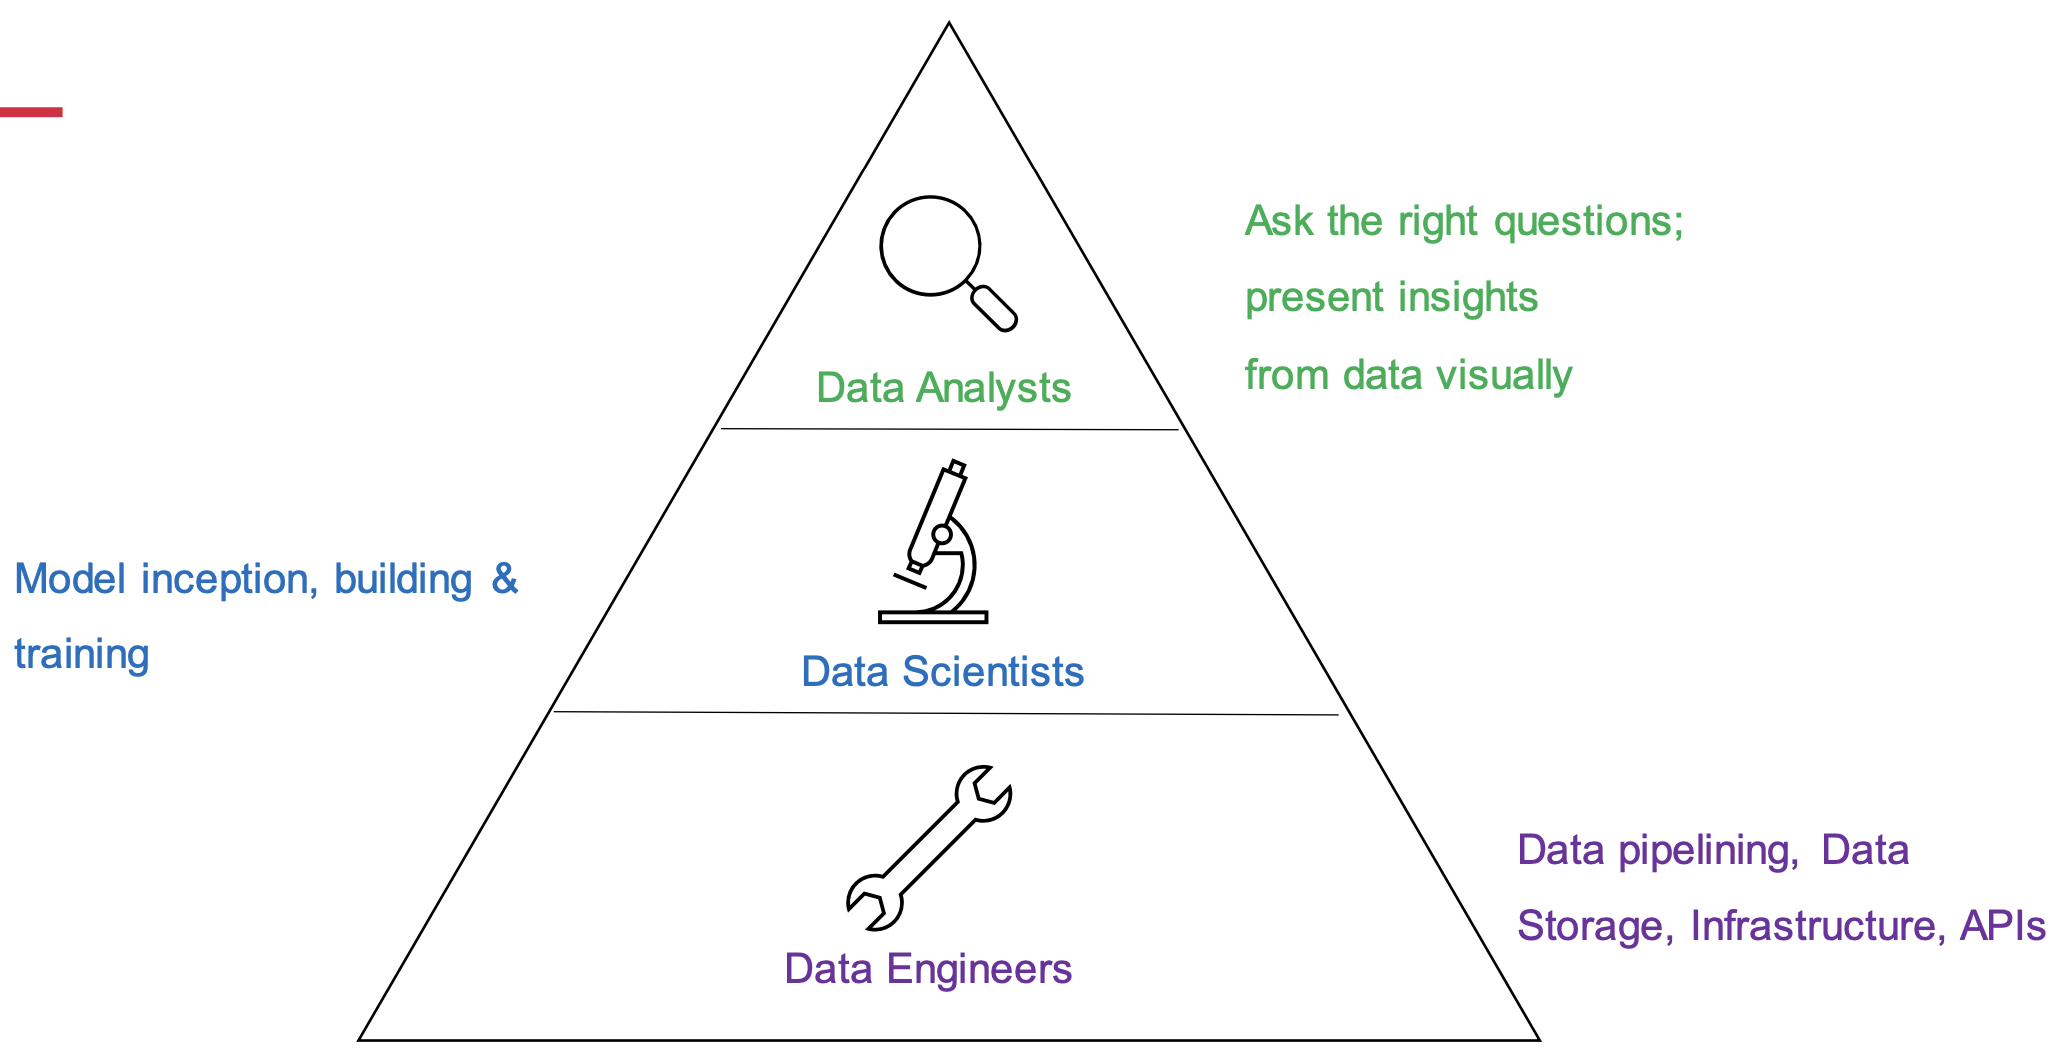 Ask the right questions;
present insights
from data visually
Data Analysts
Model inception, building &
training
Data Scientists
Data pipelining, Data
Storage, Infrastructure, APIs
Data Engineers